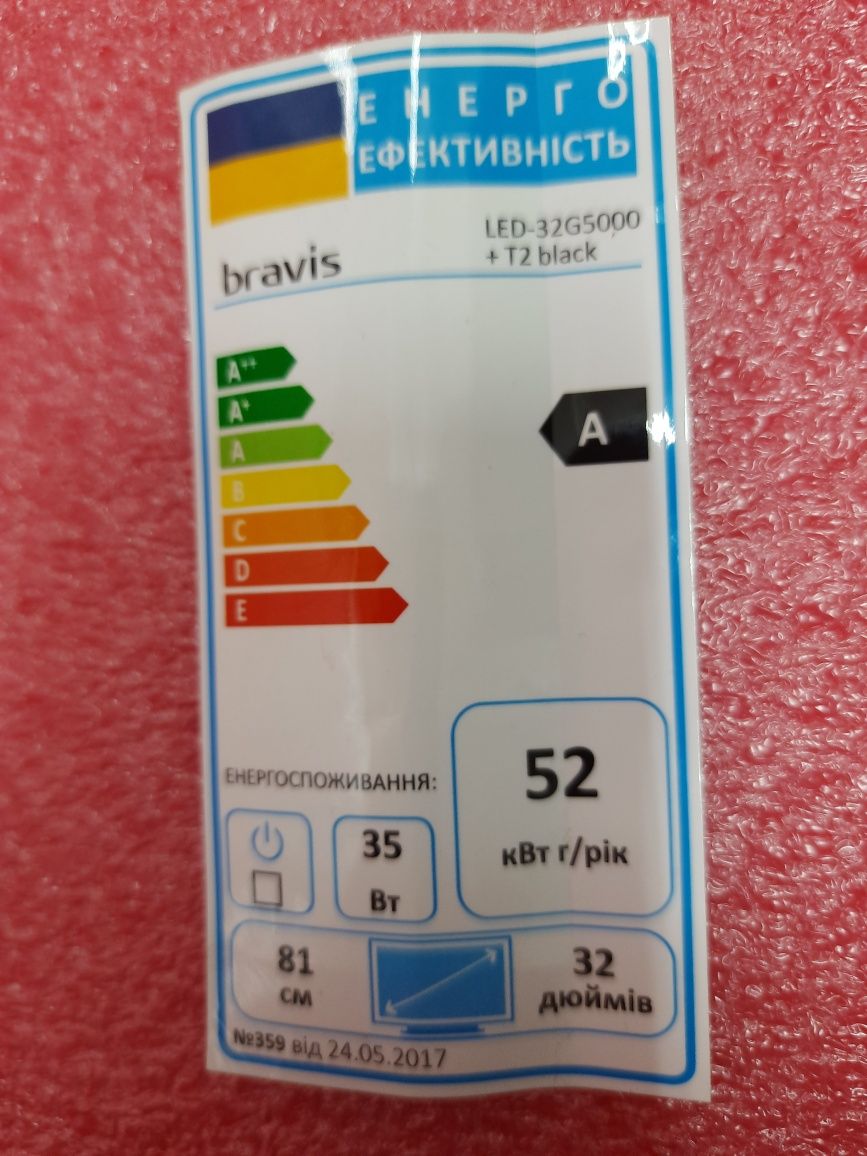 ЕНЕРГО
ЕФЕКТИВНІСТЬ
bravis
LED-32G5000
+ T2 black
A++
A+
A
B
C
D
E
A
ЕНЕРГОСПОЖИВАННЯ:
52
кВт г/рік
35
Вт
81
см
32
дюймів
№359 від 24.05.2017